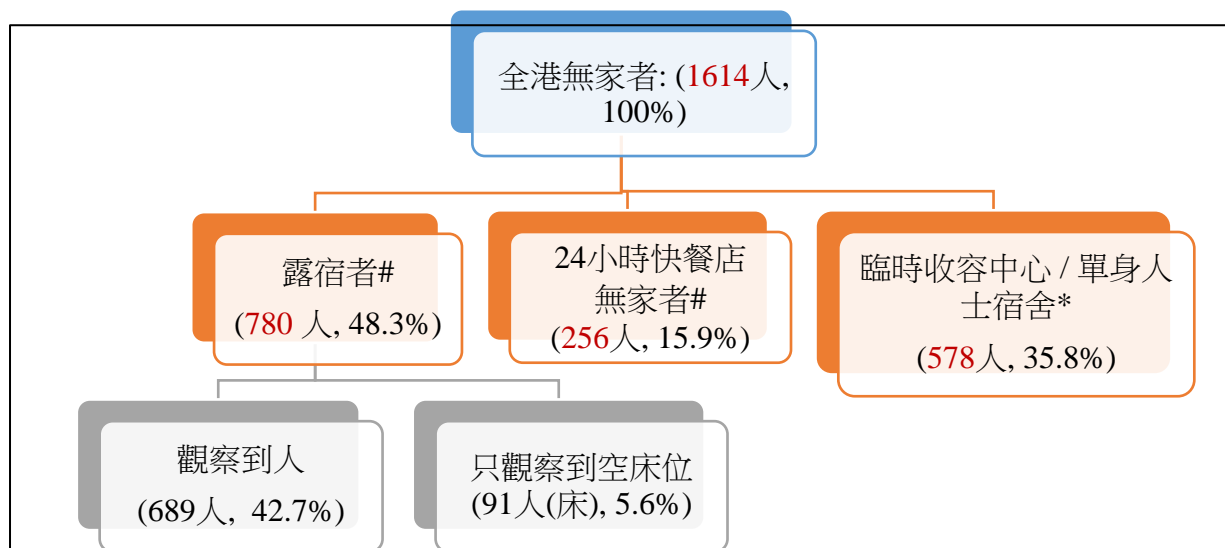 全港無家者: (1614人,
100%)
露宿者#
(780 人, 48.3%)
24小時快餐店
無家者#
(256人, 15.9%)
臨時收容中心 / 單身人
士宿舍*
(578人, 35.8%)
觀察到人
(689人, 42.7%)
只觀察到空床位
(91人(床), 5.6%)